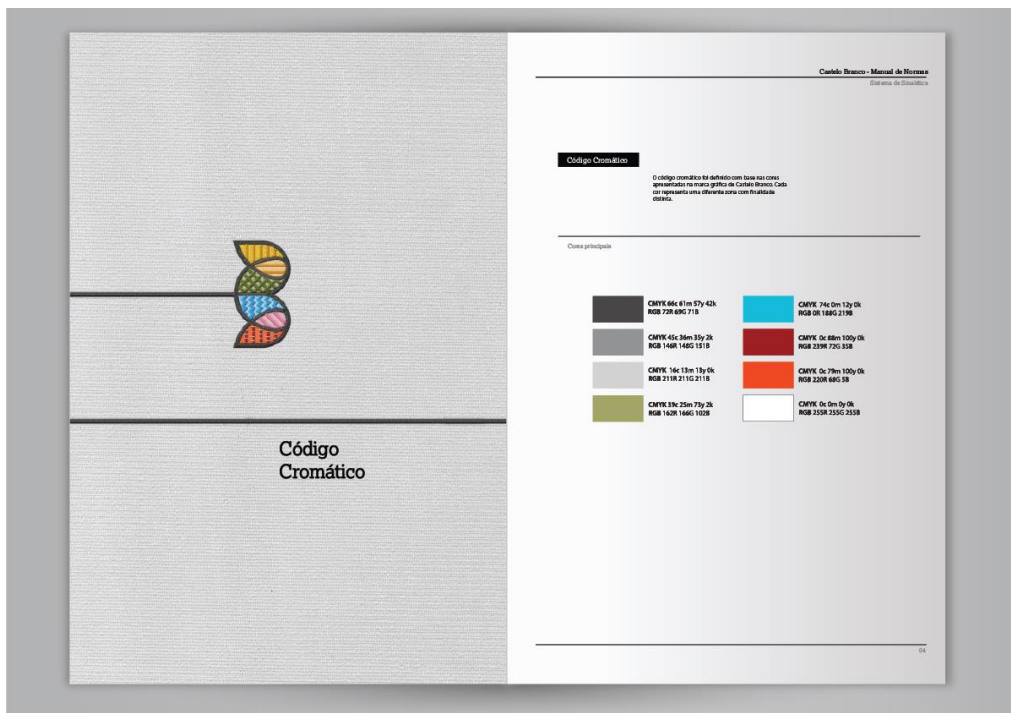 Código
Cromático
Castelo Branco - Manual de Normas
Sistema de Sinalética
Código Cromático
O código cromático foi definido com base nas cores
apresentadas na marca gráfica de Castelo Branco. Cada
cor representa uma diferente zona com finalidade
distinta.
Cores principais
CMYK 66c 61m 57y 42k
RGB 72R 69G 71B
CMYK 45c 36m 35y 2k
RGB 146R 148G 151B
CMYK 16c 13m 13y 0k
RGB 211R 211G 211B
CMYK 39c 25m 73y 2k
RGB 162R 166G 102B
CMYK 74c 0m 12y 0k
RGB 0R 188G 219B
CMYK 0c 88m 100y 0k
RGB 239R 72G 35B
CMYK 0c 79m 100y 0k
RGB 220R 68G 5B
CMYK 0c 0m 0y 0k
RGB 255R 255G 255B
04